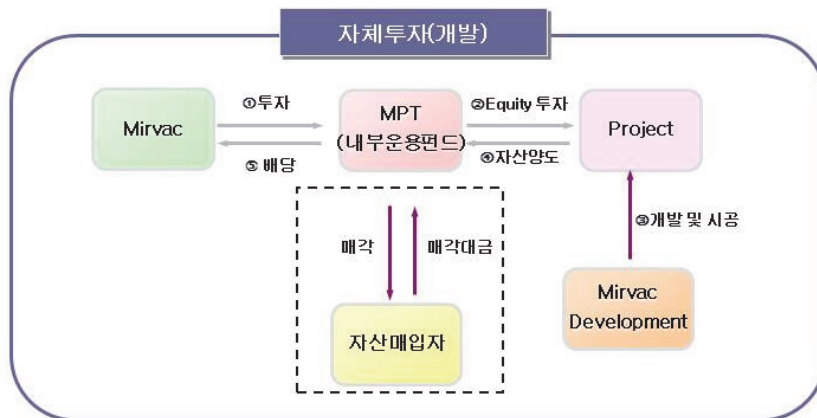 자체투자(개발)
Mirvac
①투자
⑤ 배당
MPT
(내부운용펀드)
②Equity 투자
④자산양도
Project
③개발 및 시공
Mirvac
Development
매각
매각대금
자산매입자